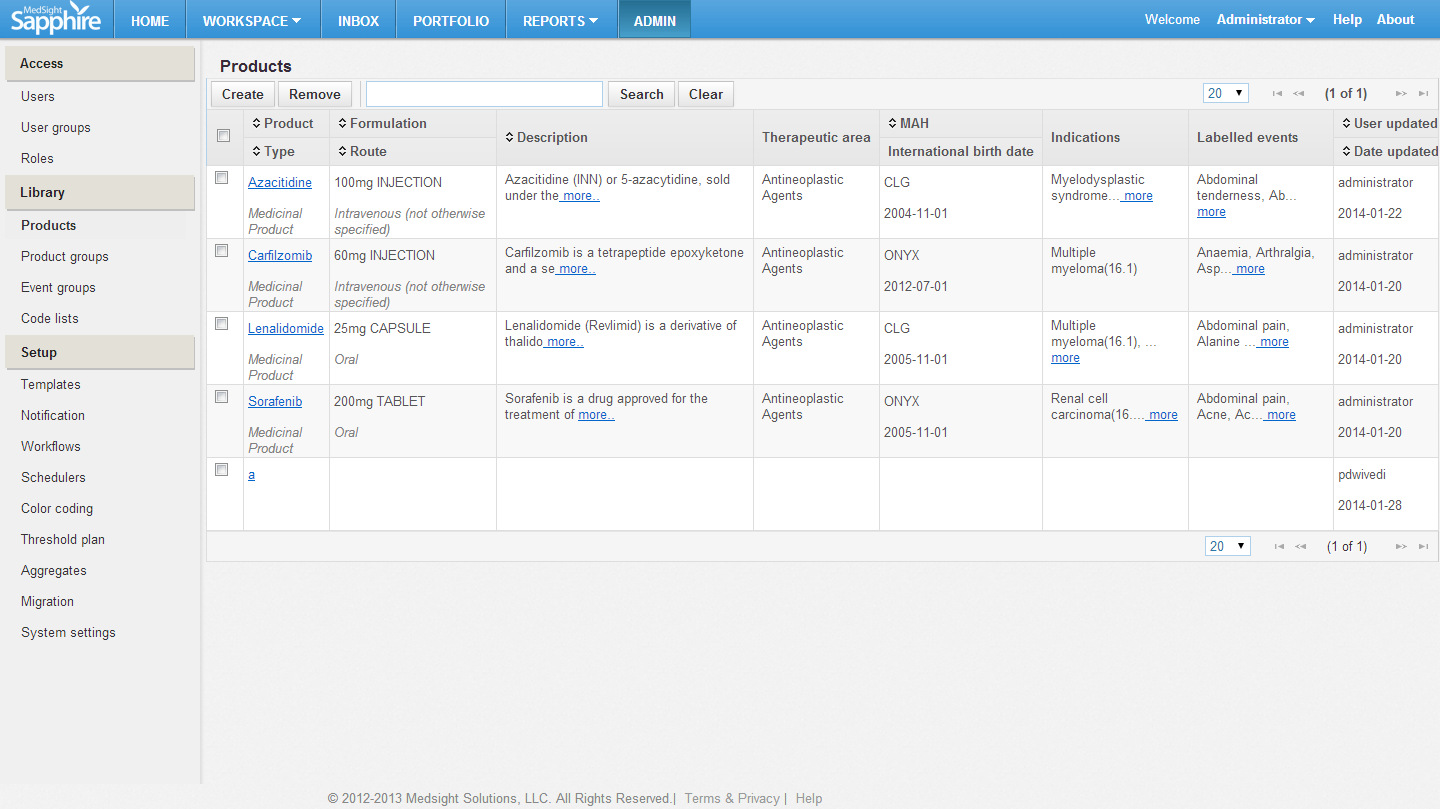 MedSight
Sapphire
HOME WORKSPACE INBOX PORTFOLIO REPORTS ADMIN
Welcome Administrator Help About
Access
Users
User groups
Roles
Library
Products
Product groups
Event groups
Code lists
Setup
Templates
Notification
Workflows
Schedulers
Color coding
Threshold plan
Aggregates
Migration
System settings
Products
Create Remove Search Clear 20 (1 of 1)
Product Formulation Description Therapeutic area MAH Indications Labelled events User updated
Type Route International birth date Date updated
Azacitidine 100mg INJECTION Azacitidine (INN) or 5-azacytidine, sold Antineoplastic CLG Myelodysplastic Abdominal administrator
under the more.. Agents syndrome... more tenderness, Ab...
Medicinal Intravenous (not otherwise 2004-11-01 more 2014-01-22
Product specified)
Carfilzomib 60mg INJECTION Carfilzomib is a tetrapeptide epoxyketone Antineoplastic ONYX Multiple Anaemia, Arthralgia, administrator
and a se more.. Agents myeloma(16.1) Asp... more
Medicinal Intravenous (not otherwise 2012-07-01 2014-01-20
Product specified)
Lenalidomide 25mg CAPSULE Lenalidomide (Revlimid) is a derivative of Antineoplastic CLG Multiple Abdominal pain, administrator
thalido more.. Agents myeloma(16.1), ... Alanine ... more
Medicinal Oral 2005-11-01 more 2014-01-20
Product
Sorafenib 200mg TABLET Sorafenib is a drug approved for the Antineoplastic ONYX Renal cell Abdominal pain, administrator
treatment of more.. Agents carcinoma(16.... more Acne, Ac... more
Medicinal Oral 2005-11-01 2014-01-20
Product
a pdwivedi
2014-01-28
20 (1 of 1)
© 2012-2013 Medsight Solutions, LLC. All Rights Reserved.| Terms & Privacy | Help